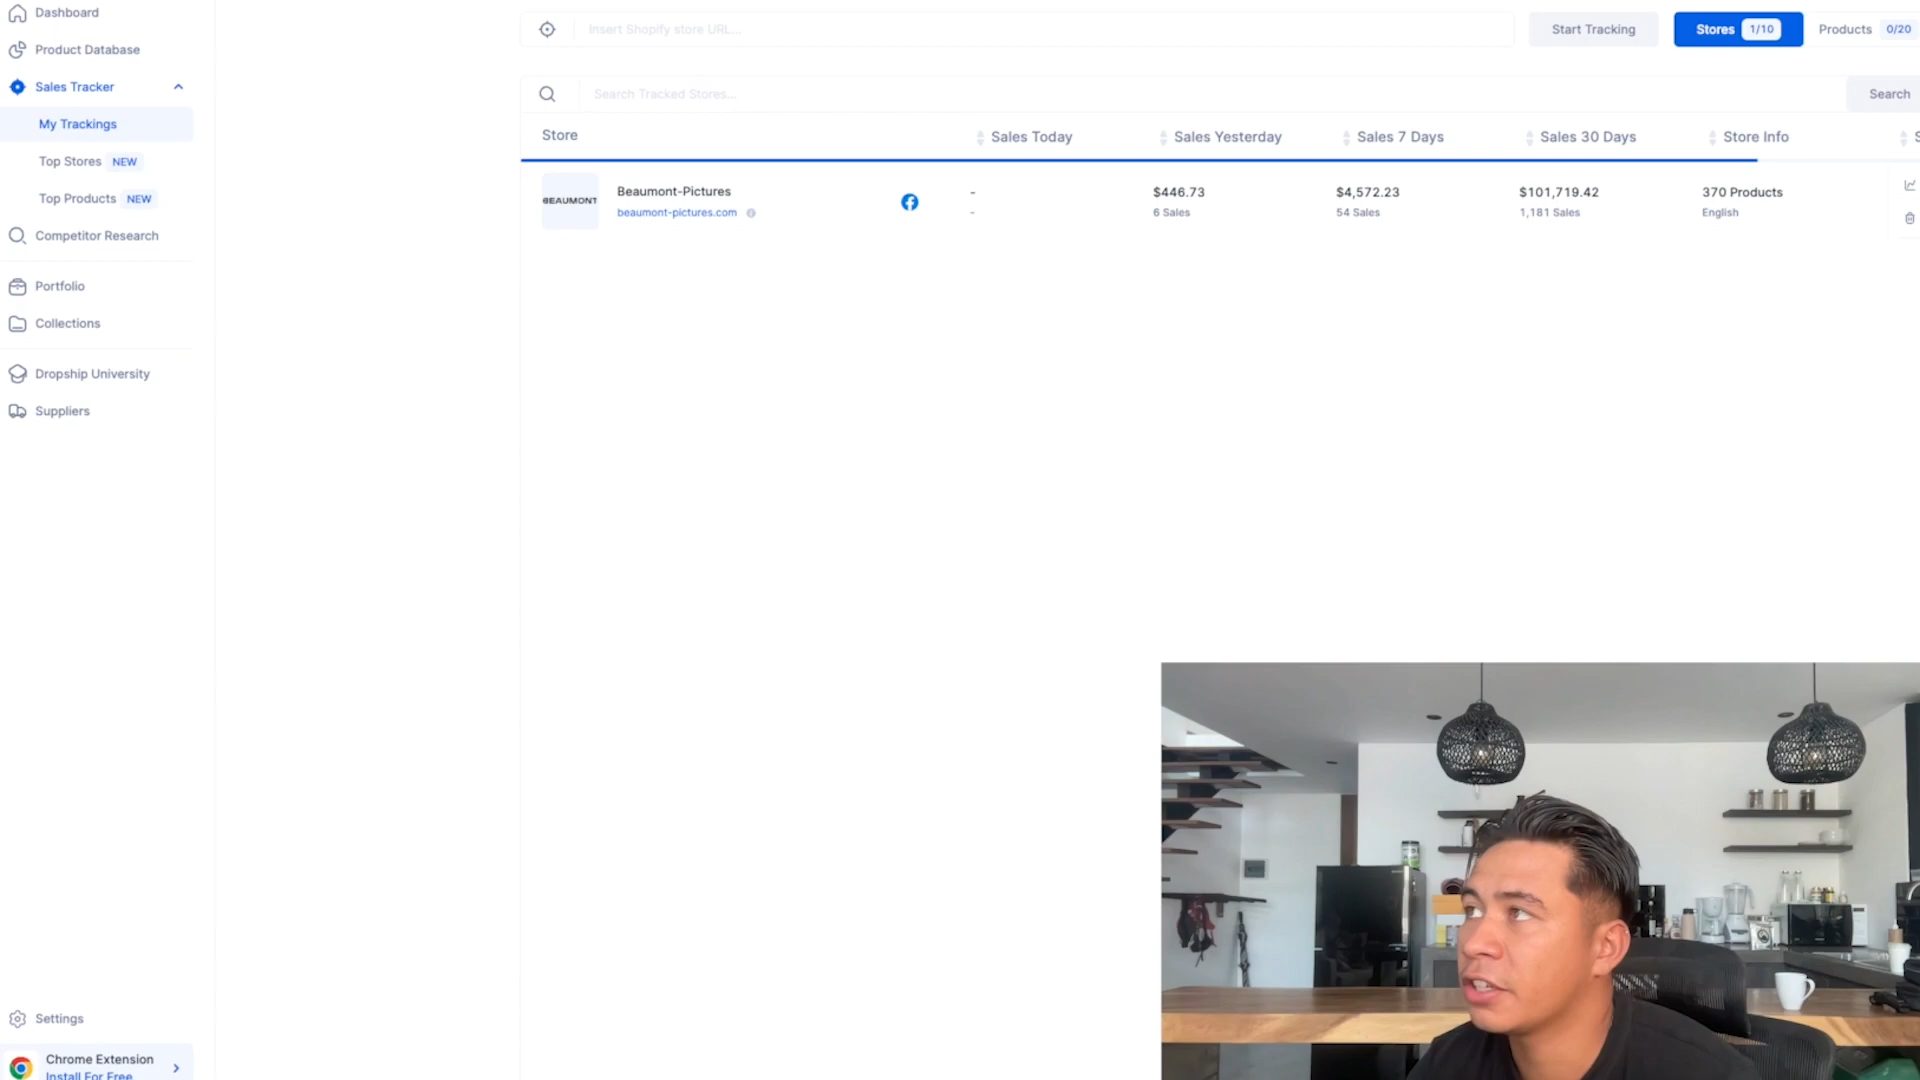 Dashboard
Product Database
Sales Tracker
My Trackings
Top Stores NEW
Top Products NEW
Competitor Research
Portfolio
Collections
Dropship University
Suppliers
Settings
Chrome Extension
Install For Free
Insert Shopify store URL...
Start Tracking
Stores 1/10
Products 0/20
Search Tracked Stores...
Search
Store
Sales Today
Sales Yesterday
Sales 7 Days
Sales 30 Days
Store Info
BEAUMONT
Beaumont-Pictures
beaumont-pictures.com
-
-
$446.73
6 Sales
$4,572.23
54 Sales
$101,719.42
1,181 Sales
370 Products
English